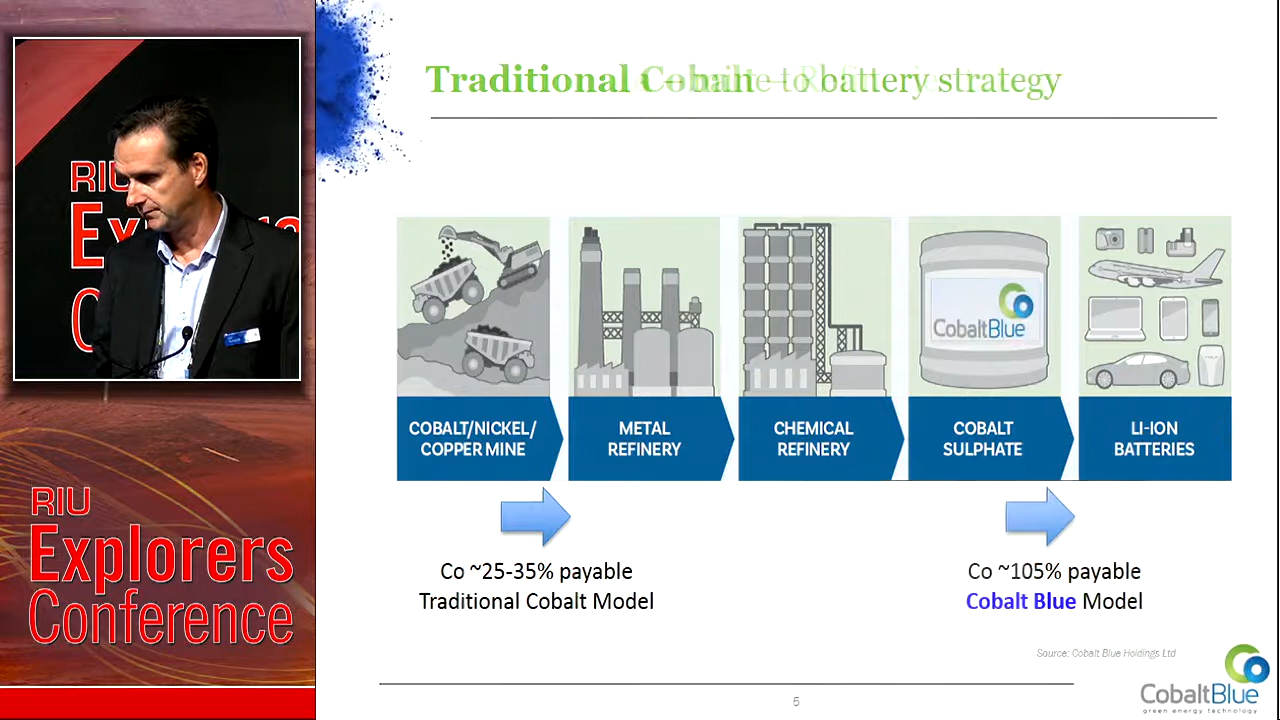 RIU
Explorers
Conference
Traditional Cobalt to battery strategy
CobaltBlue
COBALT/NICKEL/
COPPER MINE
METAL
REFINERY
CHEMICAL
REFINERY
COBALT
SULPHATE
LI-ION
BATTERIES
Co ~25-35% payable
Traditional Cobalt Model
Co ~105% payable
Cobalt Blue Model
Source: Cobalt Blue Holdings Ltd
CobaltBlue
green energy technology